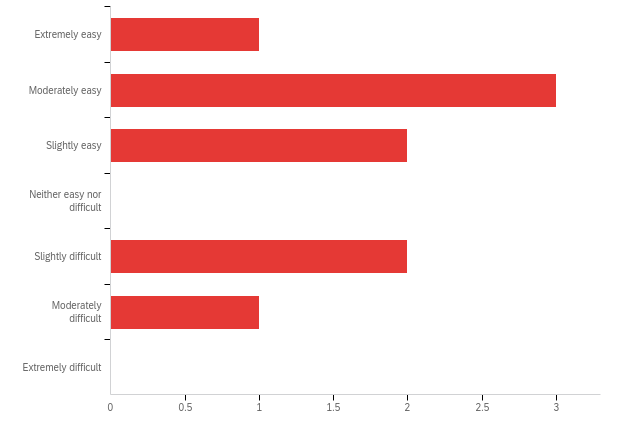 Extremely easy
Moderately easy
Slightly easy
Neither easy nor
difficult
Slightly difficult
Moderately
difficult
Extremely difficult
0 0.5 1 1.5 2 2.5 3